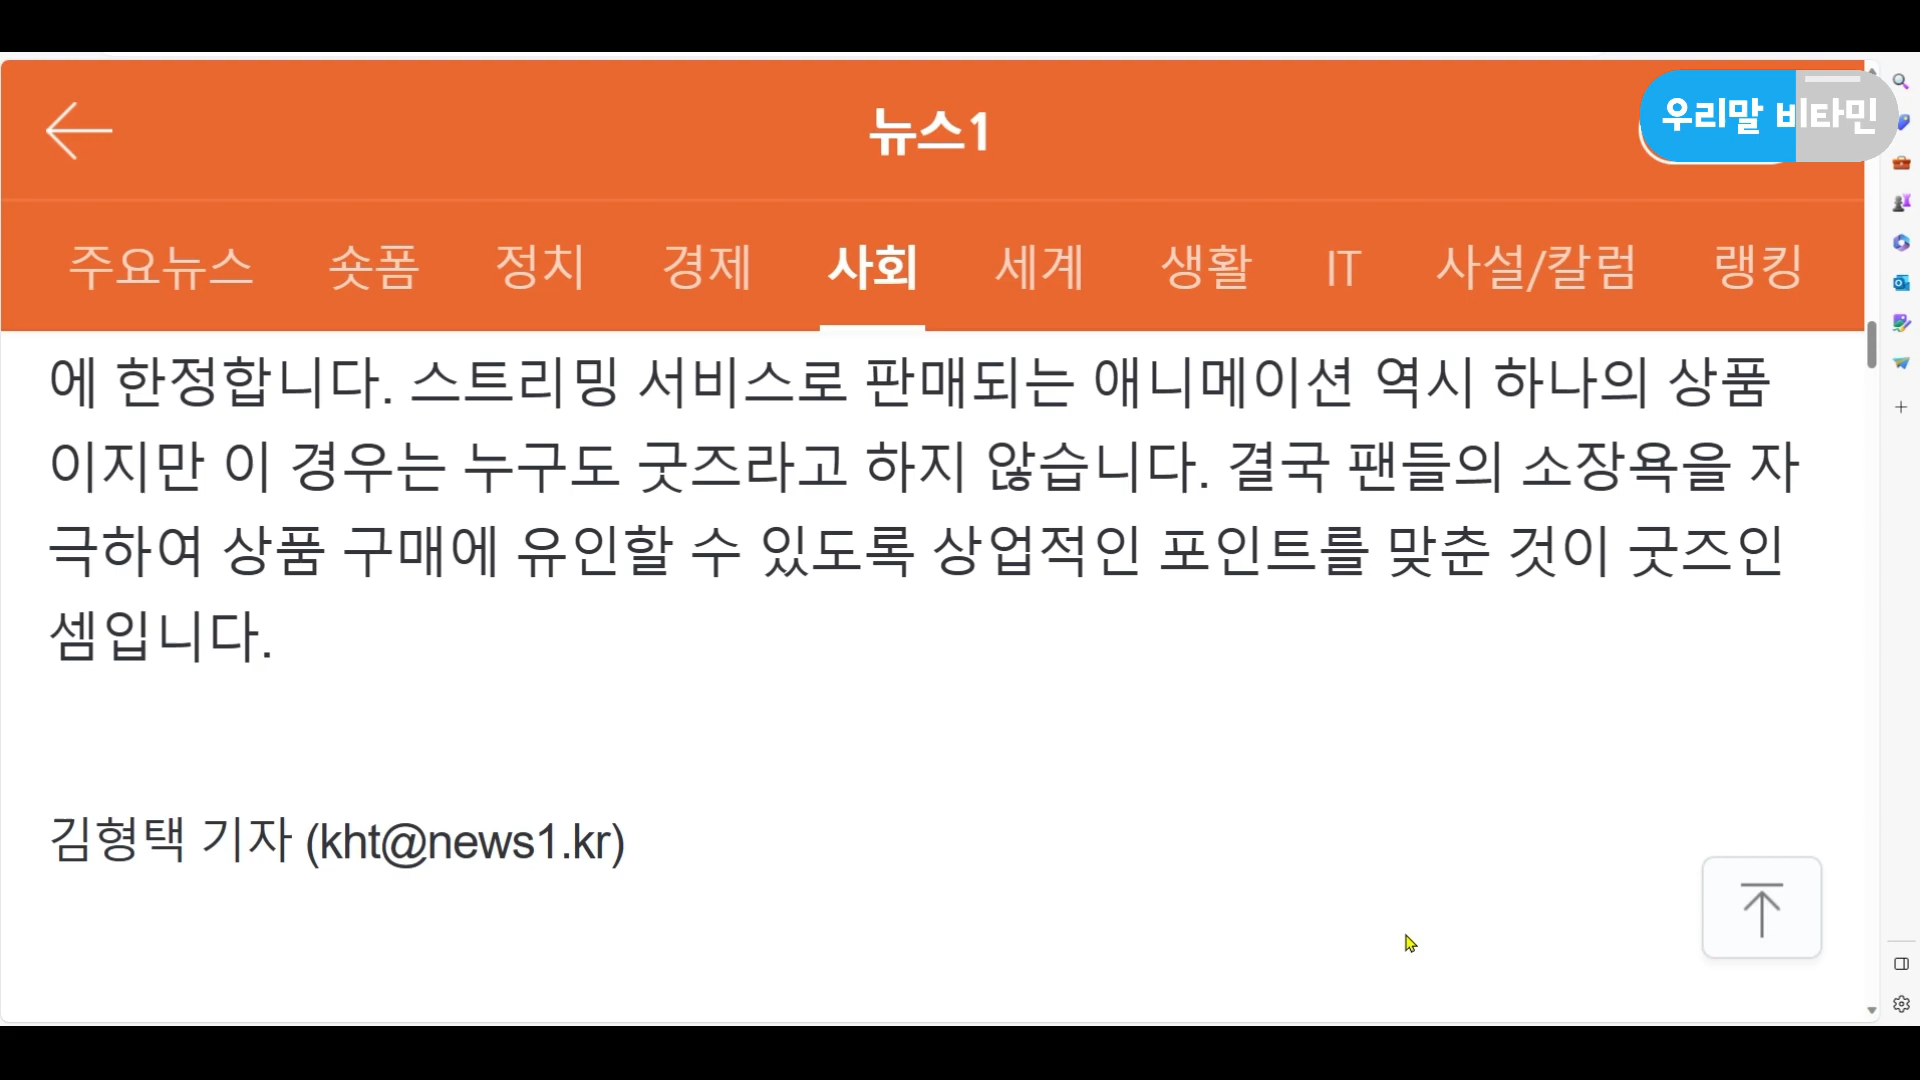 뉴스1
우리말 비타민
주요뉴스 숏폼 정치 경제 사회 세계 생활 IT 사설/칼럼 랭킹
에 한정합니다. 스트리밍 서비스로 판매되는 애니메이션 역시 하나의 상품
이지만 이 경우는 누구도 굿즈라고 하지 않습니다. 결국 팬들의 소장욕을 자
극하여 상품 구매에 유인할 수 있도록 상업적인 포인트를 맞춘 것이 굿즈인
셈입니다.
김형택 기자 (kht@news1.kr)